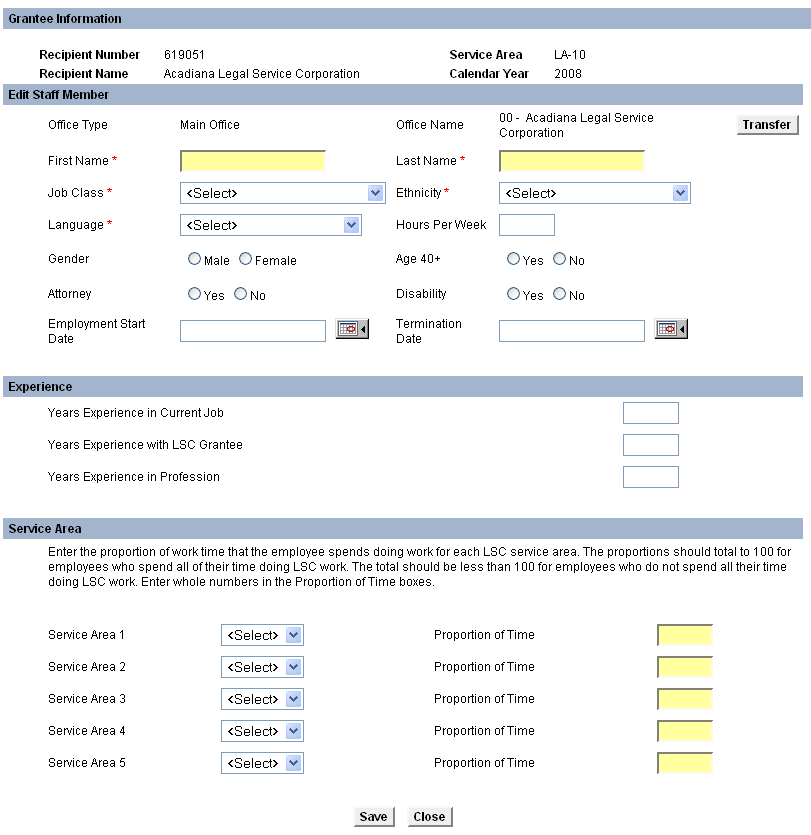 Grantee Information
Recipient Number 619051 Service Area LA-10
Recipient Name Acadiana Legal Service Corporation Calendar Year 2008
Edit Staff Member
Office Type Main Office Office Name 00 - Acadiana Legal Service
Corporation
Transfer
First Name * Last Name *
Job Class * <Select> Ethnicity * <Select>
Language * <Select> Hours Per Week
Gender Male Female Age 40+ Yes No
Attorney Yes No Disability Yes No
Employment Start
Date
Termination
Date
Experience
Years Experience in Current Job
Years Experience with LSC Grantee
Years Experience in Profession
Service Area
Enter the proportion of work time that the employee spends doing work for each LSC service area. The proportions should total to 100 for
employees who spend all of their time doing LSC work. The total should be less than 100 for employees who do not spend all their time
doing LSC work. Enter whole numbers in the Proportion of Time boxes.
Service Area 1 <Select> Proportion of Time
Service Area 2 <Select> Proportion of Time
Service Area 3 <Select> Proportion of Time
Service Area 4 <Select> Proportion of Time
Service Area 5 <Select> Proportion of Time
Save Close